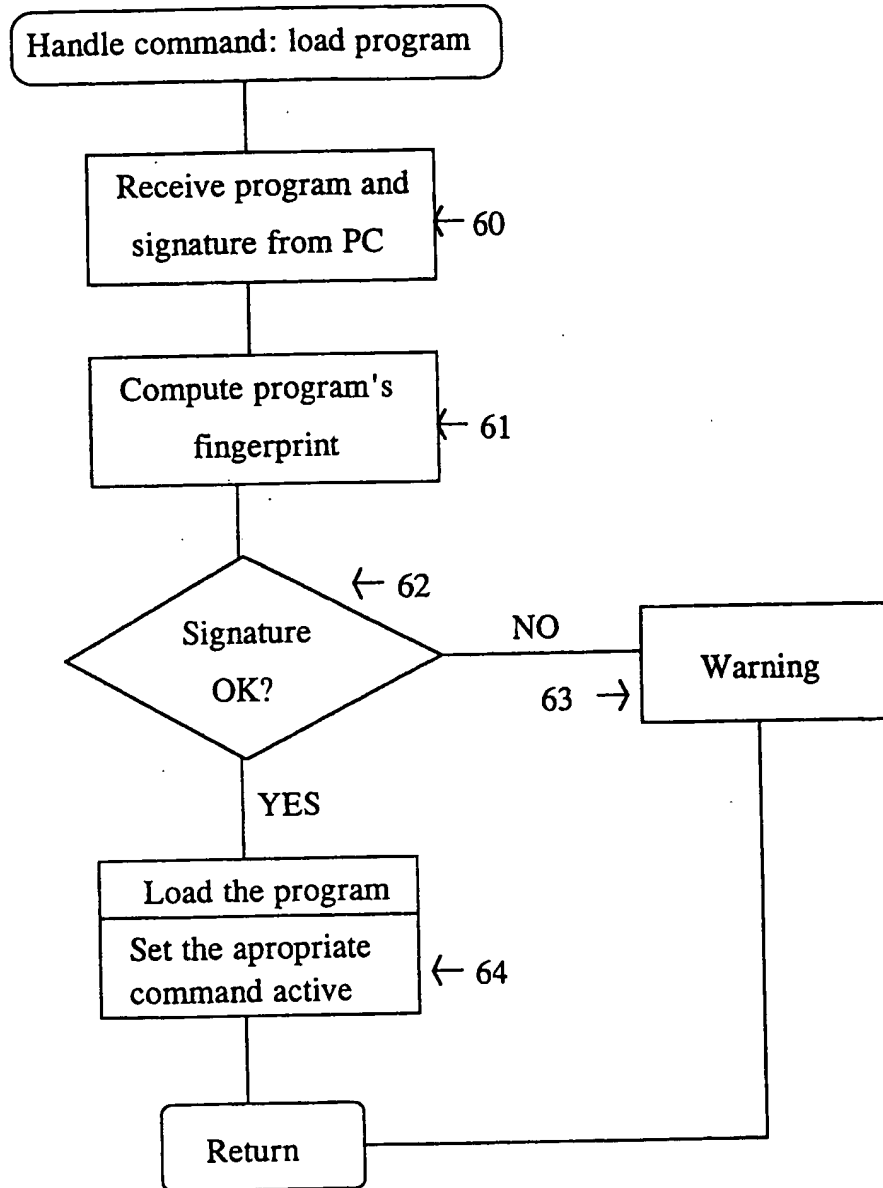 Handle command: load program
Receive program and
signature from PC
60
Compute program's
fingerprint
61
62
Signature
OK?
NO
Warning
63
YES
Load the program
Set the apropriate
command active
64
Return